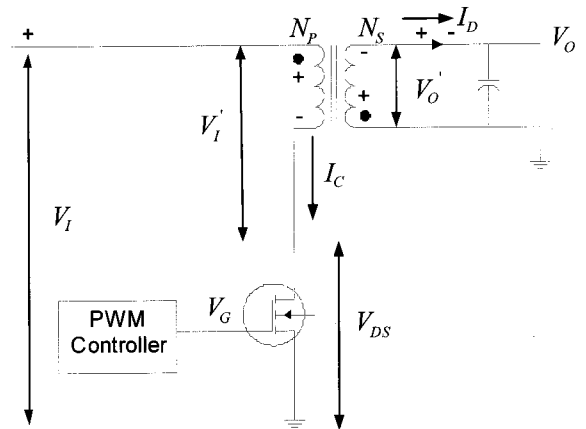 +
N_P
N_S
I_D
+ -
V_O
-
+
V_I'
-
+
V_O'
V_I
I_C
V_G
PWM
Controller
V_DS